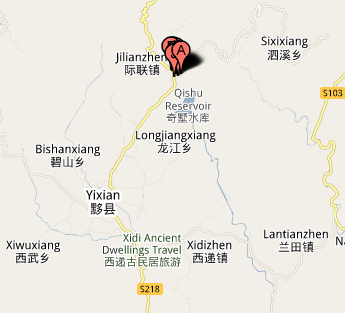 Sixixiang
泗溪乡
Jilianzhen
际联镇
A
S103
Qishu
Reservoir
奇墅水库
Longjiangxiang
龙江乡
Bishanxiang
碧山乡
Yixian
黟县
Xidi Ancient
Dwellings Travel
西递古民居旅游
Xiwuxiang
西武乡
Xidizhen
西递镇
Lantianzhen
兰田镇
Na
S218